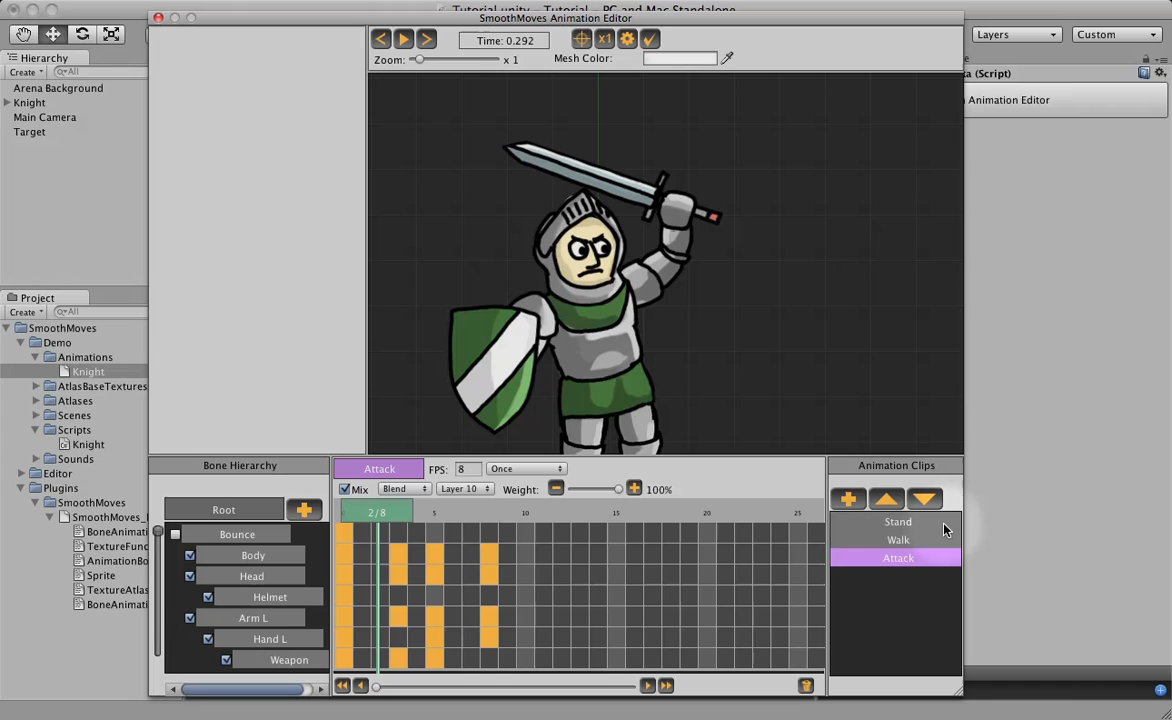 Tutorial.unity - Tutorial - PC and Mac Standalone
SmoothMoves Animation Editor
Layers
Custom
Hierarchy
Create
All
Arena Background
Knight
Main Camera
Target
Time: 0.292
x1
Zoom:
x 1
Mesh Color:
(Script)
Animation Editor
Project
Create
All
SmoothMoves
Demo
Animations
Knight
AtlasBaseTextures
Atlases
Scenes
Scripts
Knight
Sounds
Editor
Plugins
SmoothMoves
SmoothMoves_
BoneAnimati
TextureFunc
AnimationBo
Sprite
TextureAtlas
BoneAnimati
Bone Hierarchy
Root
Bounce
Body
Head
Helmet
Arm L
Hand L
Weapon
Attack
FPS: 8
Once
Mix
Blend
Layer 10
Weight:
100%
2/8
5
10
15
20
25
Animation Clips
Stand
Walk
Attack